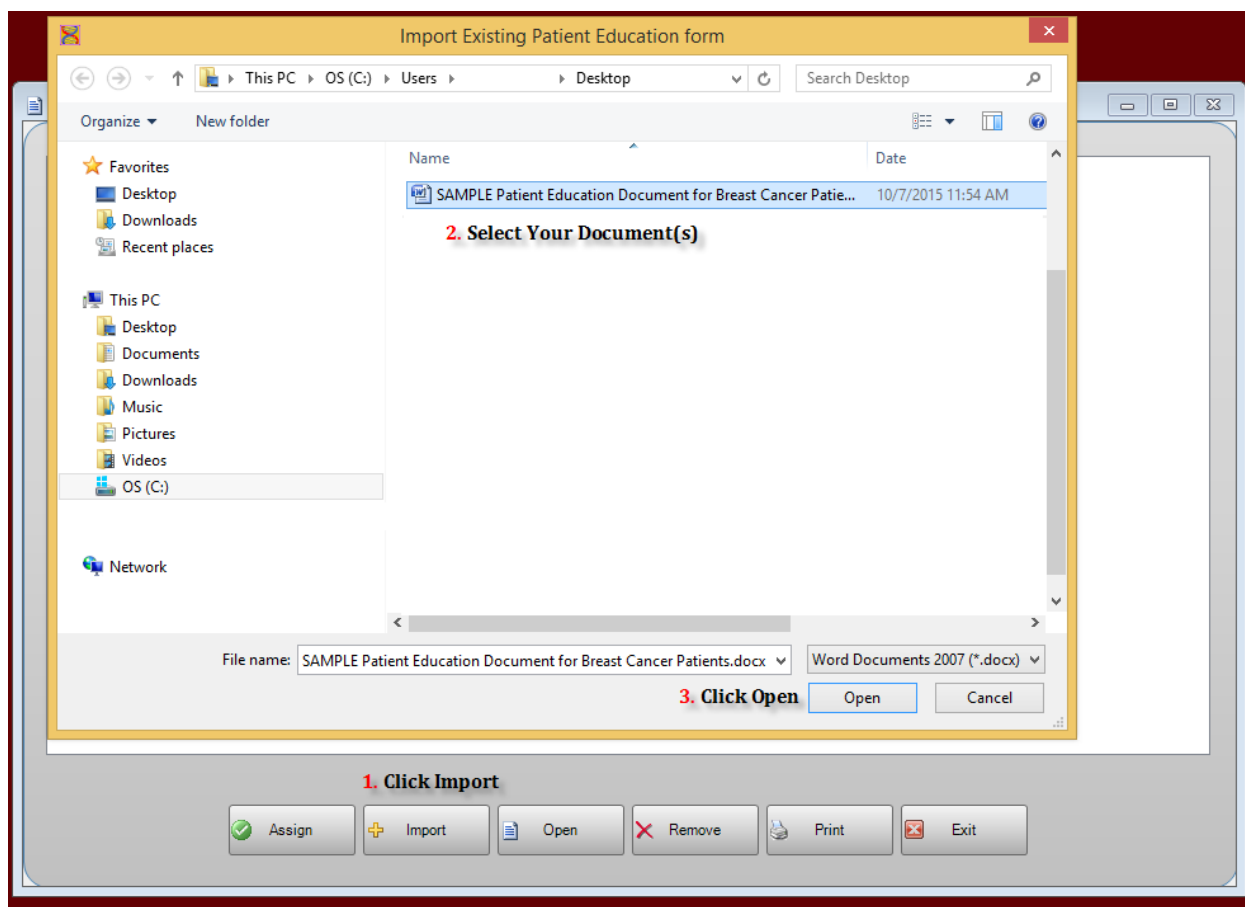 Import Existing Patient Education form
This PC OS (C:) Users Desktop
Search Desktop
Organize New folder
Name Date
Favorites
Desktop
Downloads
Recent places
This PC
Desktop
Documents
Downloads
Music
Pictures
Videos
OS (C:)
Network
SAMPLE Patient Education Document for Breast Cancer Patie... 10/7/2015 11:54 AM
2. Select Your Document(s)
File name: SAMPLE Patient Education Document for Breast Cancer Patients.docx Word Documents 2007 (*.docx)
3. Click Open Open Cancel
1. Click Import
Assign Import Open Remove Print Exit